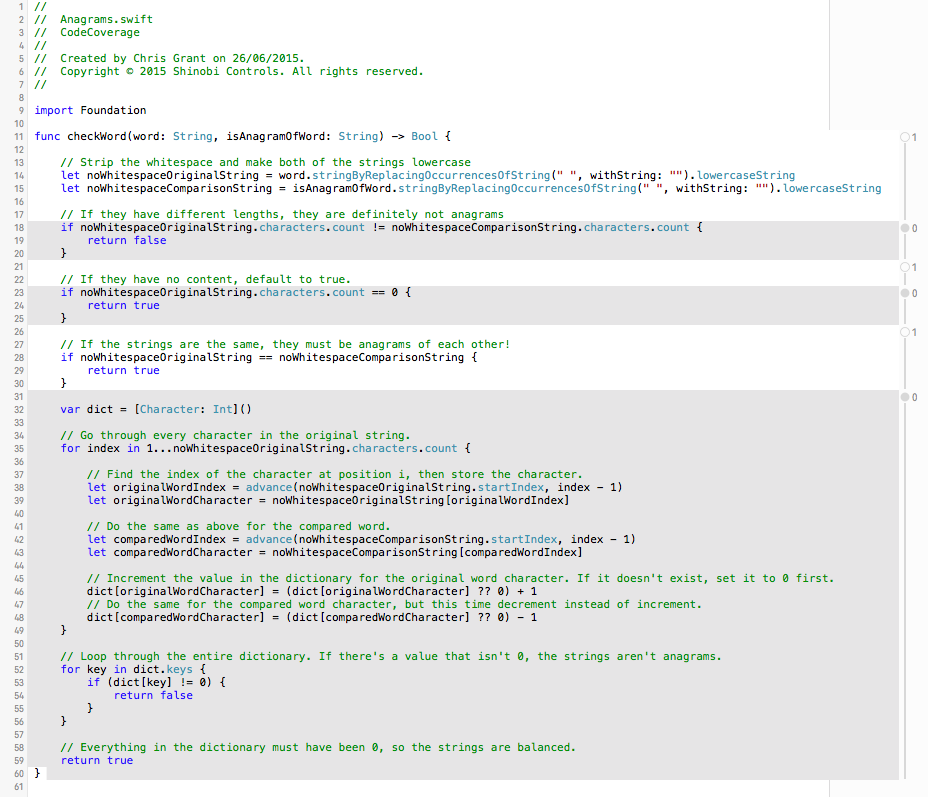 1 //
2 //  Anagrams.swift
3 //  CodeCoverage
4 //
5 //  Created by Chris Grant on 26/06/2015.
6 //  Copyright © 2015 Shinobi Controls. All rights reserved.
7 //
8
9 import Foundation
10
11 func checkWord(word: String, isAnagramOfWord: String) -> Bool { 1
12
13     // Strip the whitespace and make both of the strings lowercase
14     let noWhitespaceOriginalString = word.stringByReplacingOccurrencesOfString(" ", withString: "").lowercaseString
15     let noWhitespaceComparisonString = isAnagramOfWord.stringByReplacingOccurrencesOfString(" ", withString: "").lowercaseString
16
17     // If they have different lengths, they are definitely not anagrams
18     if noWhitespaceOriginalString.characters.count != noWhitespaceComparisonString.characters.count { 0
19         return false
20     }
21 1
22     // If they have no content, default to true.
23     if noWhitespaceOriginalString.characters.count == 0 { 0
24         return true
25     }
26 1
27     // If the strings are the same, they must be anagrams of each other!
28     if noWhitespaceOriginalString == noWhitespaceComparisonString {
29         return true
30     }
31 0
32     var dict = [Character: Int]()
33
34     // Go through every character in the original string.
35     for index in 1...noWhitespaceOriginalString.characters.count {
36
37         // Find the index of the character at position i, then store the character.
38         let originalWordIndex = advance(noWhitespaceOriginalString.startIndex, index - 1)
39         let originalWordCharacter = noWhitespaceOriginalString[originalWordIndex]
40
41         // Do the same as above for the compared word.
42         let comparedWordIndex = advance(noWhitespaceComparisonString.startIndex, index - 1)
43         let comparedWordCharacter = noWhitespaceComparisonString[comparedWordIndex]
44
45         // Increment the value in the dictionary for the original word character. If it doesn't exist, set it to 0 first.
46         dict[originalWordCharacter] = (dict[originalWordCharacter] ?? 0) + 1
47         // Do the same for the compared word character, but this time decrement instead of increment.
48         dict[comparedWordCharacter] = (dict[comparedWordCharacter] ?? 0) - 1
49     }
50
51     // Loop through the entire dictionary. If there's a value that isn't 0, the strings aren't anagrams.
52     for key in dict.keys {
53         if (dict[key] != 0) {
54             return false
55         }
56     }
57
58     // Everything in the dictionary must have been 0, so the strings are balanced.
59     return true
60 }
61